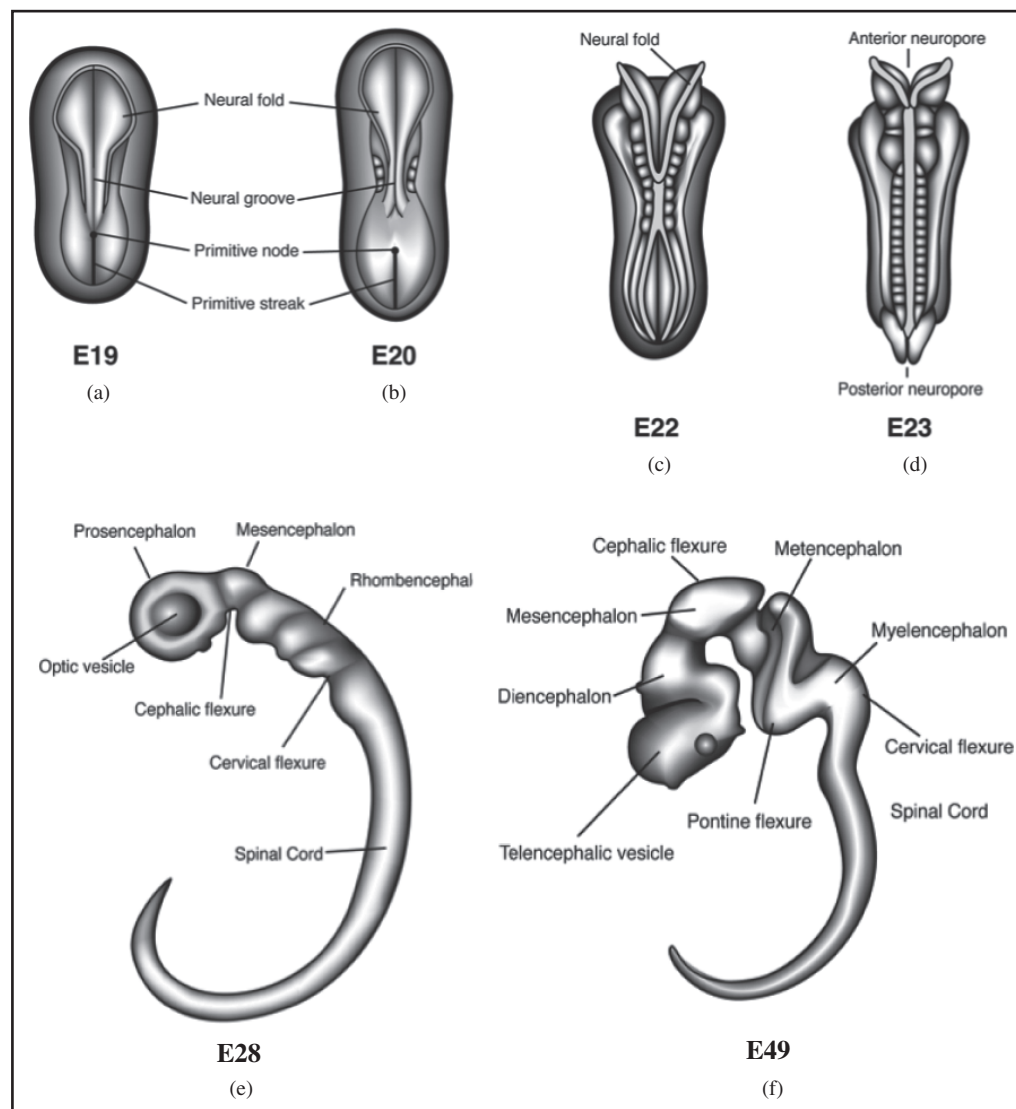 Neural fold
Neural groove
Primitive node
Primitive streak
E19
(a)
E20
(b)
Neural fold
E22
(c)
Anterior neuropore
Posterior neuropore
E23
(d)
Prosencephalon
Mesencephalon
Rhombencephal
Optic vesicle
Cephalic flexure
Cervical flexure
Spinal Cord
E28
(e)
Cephalic flexure
Metencephalon
Mesencephalon
Myelencephalon
Diencephalon
Cervical flexure
Pontine flexure
Spinal Cord
Telencephalic vesicle
E49
(f)